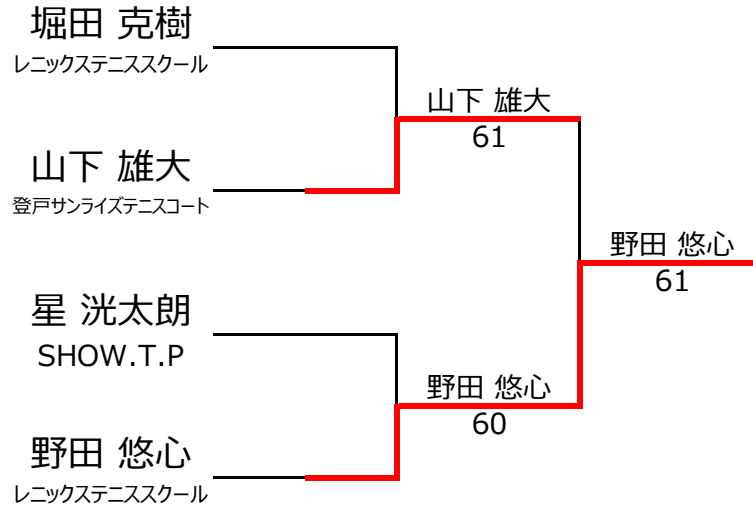 堀田 克樹
レニックステニススクール
山下 雄大
登戸サンライズテニスコート
星 洸太朗
SHOW.T.P
野田 悠心
レニックステニススクール
山下 雄大
61
野田 悠心
60
野田 悠心
61